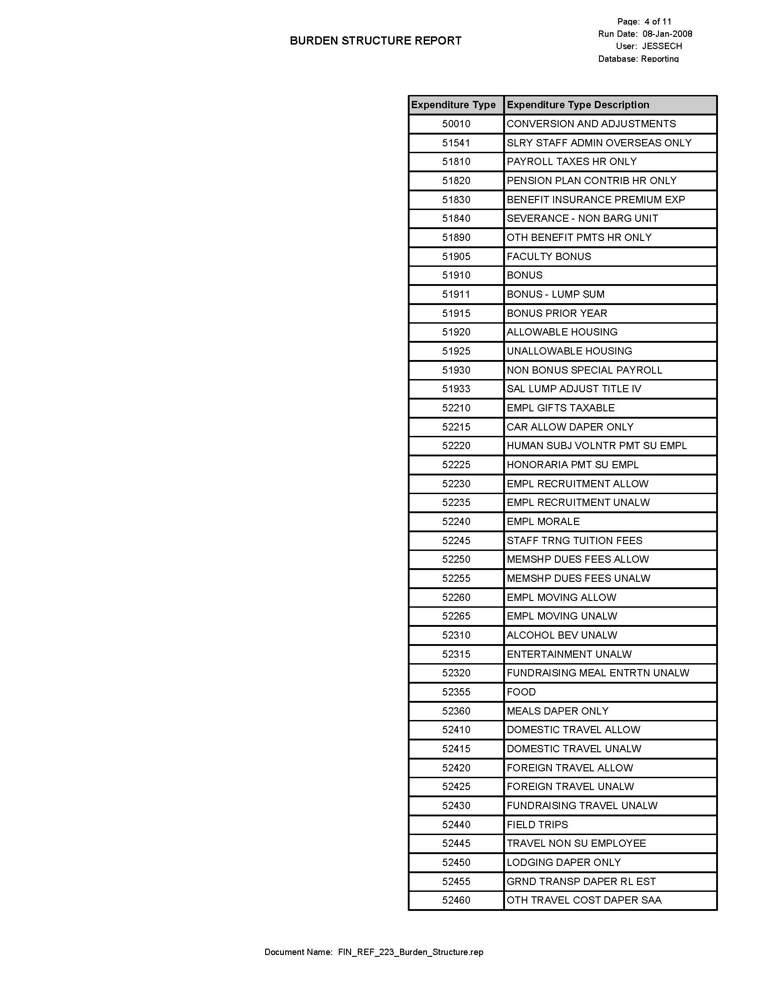 Page: 4 of 11
BURDEN STRUCTURE REPORT
Run Date: 08-Jan-2008
User: JESSECH
Database: Reporting
Expenditure Type Expenditure Type Description
50010 CONVERSION AND ADJUSTMENTS
51541 SLRY STAFF ADMIN OVERSEAS ONLY
51810 PAYROLL TAXES HR ONLY
51820 PENSION PLAN CONTRIB HR ONLY
51830 BENEFIT INSURANCE PREMIUM EXP
51840 SEVERANCE - NON BARG UNIT
51890 OTH BENEFIT PMTS HR ONLY
51905 FACULTY BONUS
51910 BONUS
51911 BONUS - LUMP SUM
51915 BONUS PRIOR YEAR
51920 ALLOWABLE HOUSING
51925 UNALLOWABLE HOUSING
51930 NON BONUS SPECIAL PAYROLL
51933 SAL LUMP ADJUST TITLE IV
52210 EMPL GIFTS TAXABLE
52215 CAR ALLOW DAPER ONLY
52220 HUMAN SUBJ VOLNTR PMT SU EMPL
52225 HONORARIA PMT SU EMPL
52230 EMPL RECRUITMENT ALLOW
52235 EMPL RECRUITMENT UNALW
52240 EMPL MORALE
52245 STAFF TRNG TUITION FEES
52250 MEMSHP DUES FEES ALLOW
52255 MEMSHP DUES FEES UNALW
52260 EMPL MOVING ALLOW
52265 EMPL MOVING UNALW
52310 ALCOHOL BEV UNALW
52315 ENTERTAINMENT UNALW
52320 FUNDRAISING MEAL ENTRTN UNALW
52355 FOOD
52360 MEALS DAPER ONLY
52410 DOMESTIC TRAVEL ALLOW
52415 DOMESTIC TRAVEL UNALW
52420 FOREIGN TRAVEL ALLOW
52425 FOREIGN TRAVEL UNALW
52430 FUNDRAISING TRAVEL UNALW
52440 FIELD TRIPS
52445 TRAVEL NON SU EMPLOYEE
52450 LODGING DAPER ONLY
52455 GRND TRANSP DAPER RL EST
52460 OTH TRAVEL COST DAPER SAA
Document Name: FIN_REF_223_Burden_Structure.rep